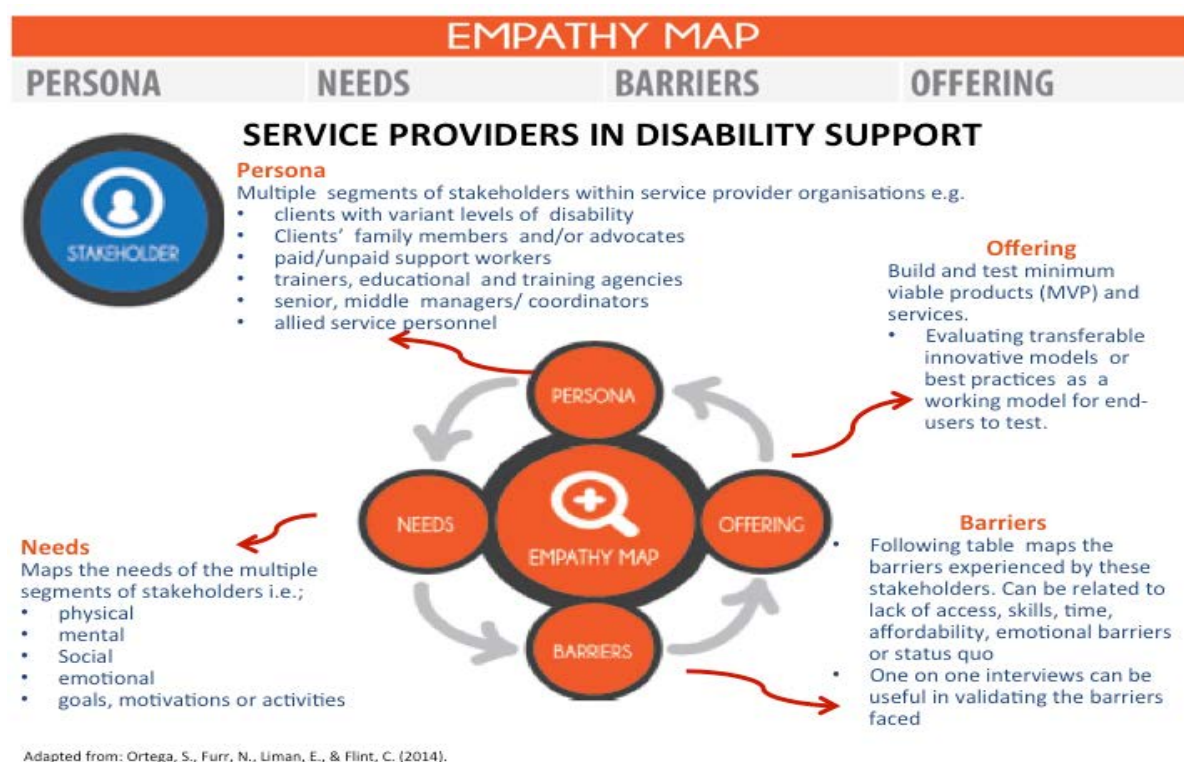 EMPATHY MAP
PERSONA NEEDS BARRIERS OFFERING
SERVICE PROVIDERS IN DISABILITY SUPPORT
STAKEHOLDER
Persona
Multiple segments of stakeholders within service provider organisations e.g.
• clients with variant levels of disability
• Clients' family members and/or advocates
• paid/unpaid support workers
• trainers, educational and training agencies
• senior, middle managers/ coordinators
• allied service personnel
Offering
Build and test minimum
viable products (MVP) and
services.
• Evaluating transferable
innovative models or
best practices as a
working model for end-
users to test.
PERSONA
NEEDS
EMPATHY MAP
OFFERING
BARRIERS
Needs
Maps the needs of the multiple
segments of stakeholders i.e.;
• physical
• mental
• Social
• emotional
• goals, motivations or activities
Barriers
• Following table maps the
barriers experienced by these
stakeholders. Can be related to
lack of access, skills, time,
affordability, emotional barriers
or status quo
• One on one interviews can be
useful in validating the barriers
faced
Adapted from: Ortega, S., Furr, N., Liman, E., & Flint, C. (2014).